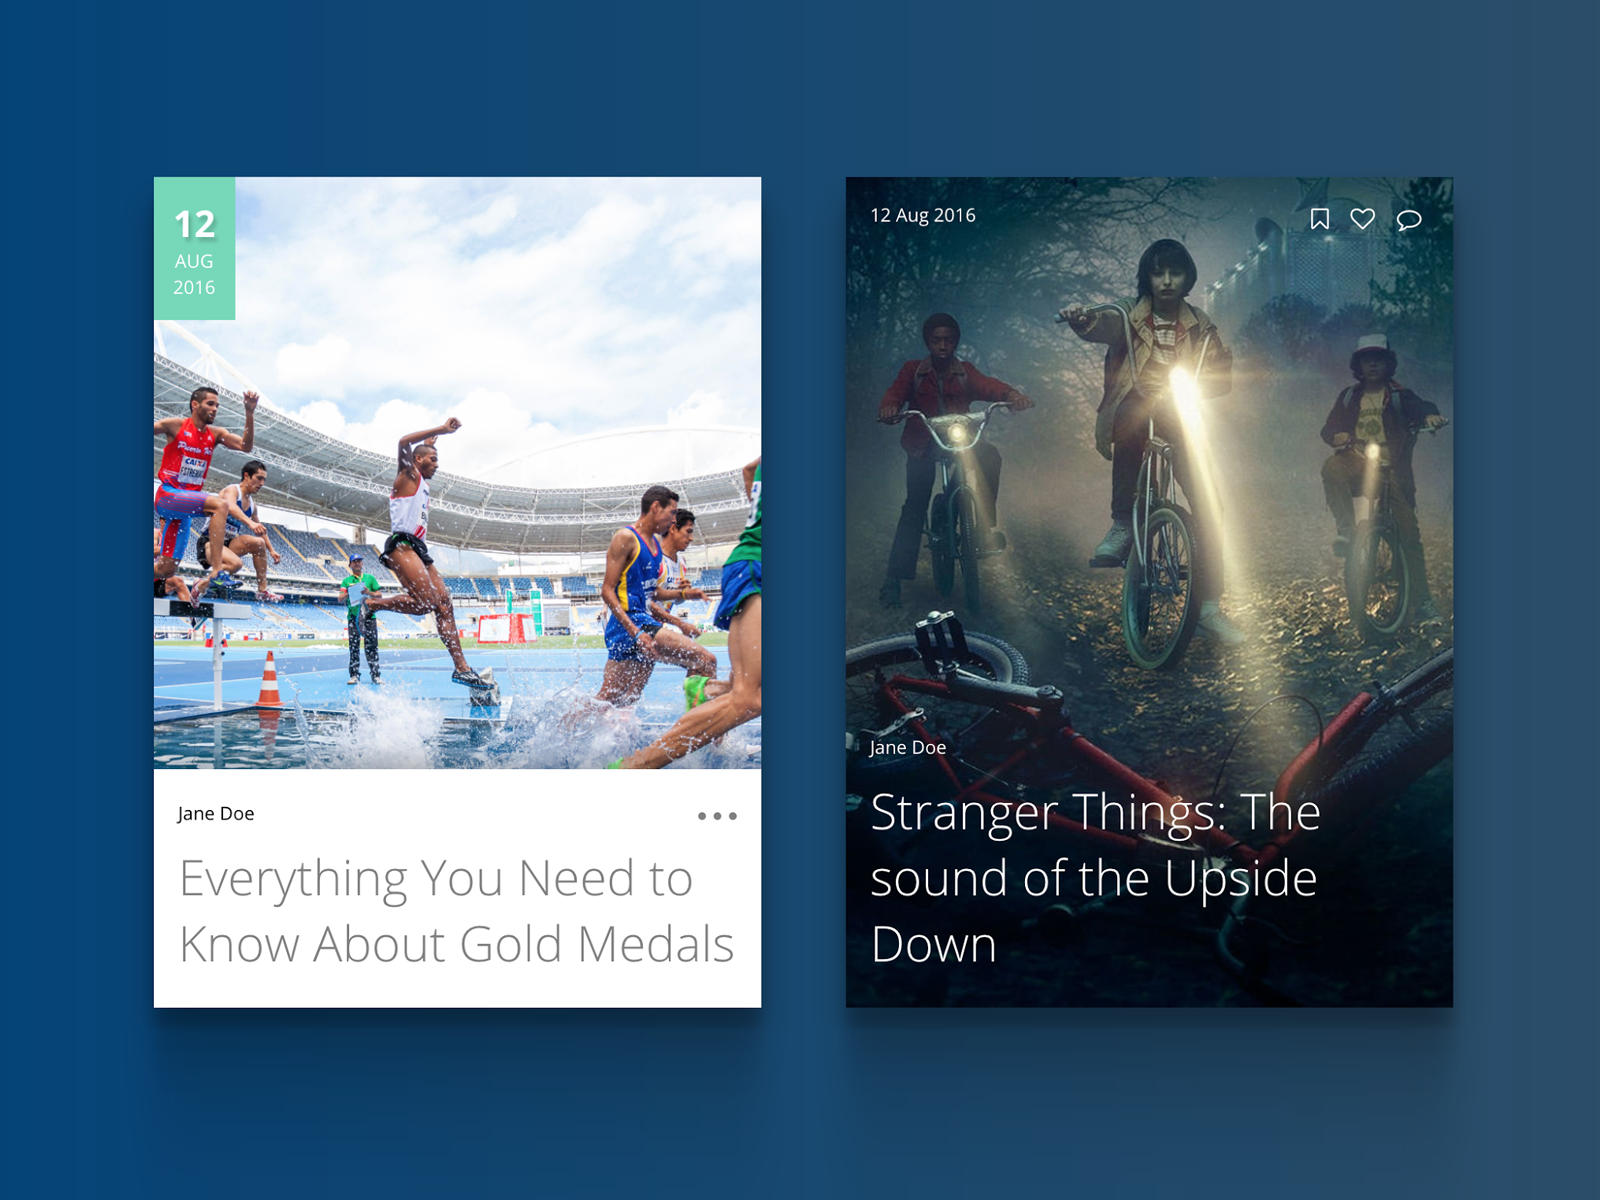 12
AUG
2016
CAIXA
Jane Doe
Everything You Need to
Know About Gold Medals
12 Aug 2016
Jane Doe
Stranger Things: The
sound of the Upside
Down